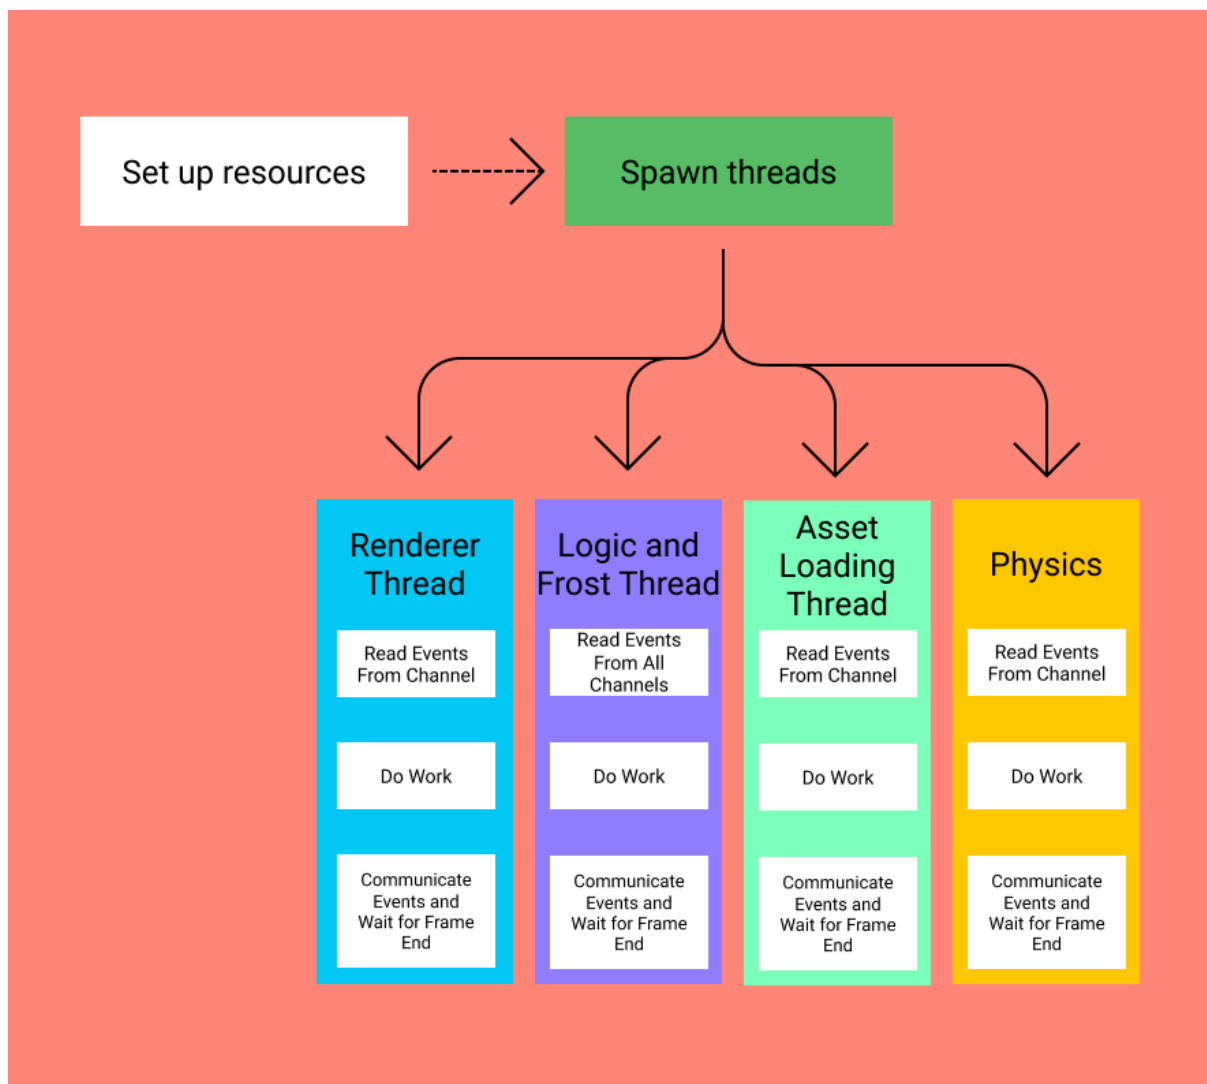 Set up resources
Spawn threads
Renderer
Thread
Read Events
From Channel
Do Work
Communicate
Events and
Wait for Frame
End
Logic and
Frost Thread
Read Events
From All
Channels
Do Work
Communicate
Events and
Wait for Frame
End
Asset
Loading
Thread
Read Events
From Channel
Do Work
Communicate
Events and
Wait for Frame
End
Physics
Read Events
From Channel
Do Work
Communicate
Events and
Wait for Frame
End